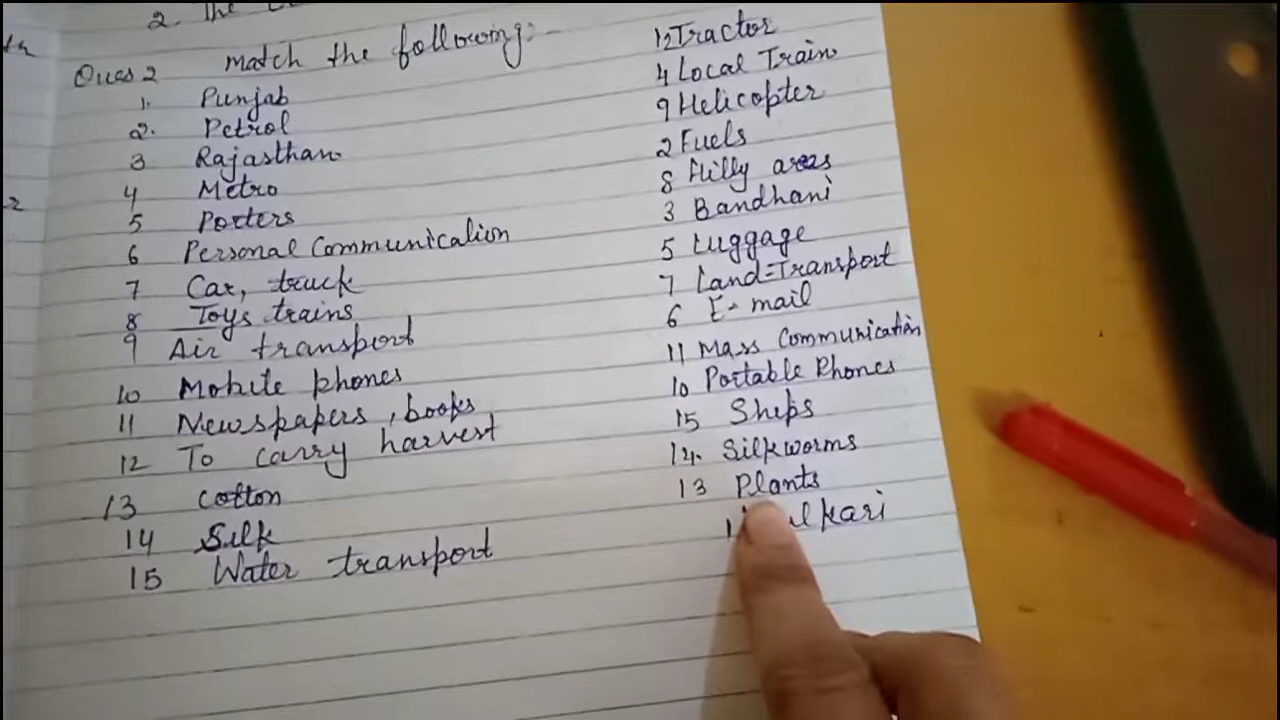 2. The
Ques 2 Match the following:-
1. Punjab 12 Tractor
2. Petrol 4 Local Train
3 Rajasthan 9 Helicopter
4 Metro 2 Fuels
5 Porters 8 Hilly areas
6 Personal Communication 3 Bandhani
7 Car, truck 5 Luggage
8 Toys trains 7 Land-Transport
9 Air transport 6 E-mail
10 Mobile phones 11 Mass Communication
11 Newspapers, books 10 Portable Phones
12 To carry harvest 15 Ships
13 Cotton 14. Silkworms
14 Silk 13 Plants
15 Water transport